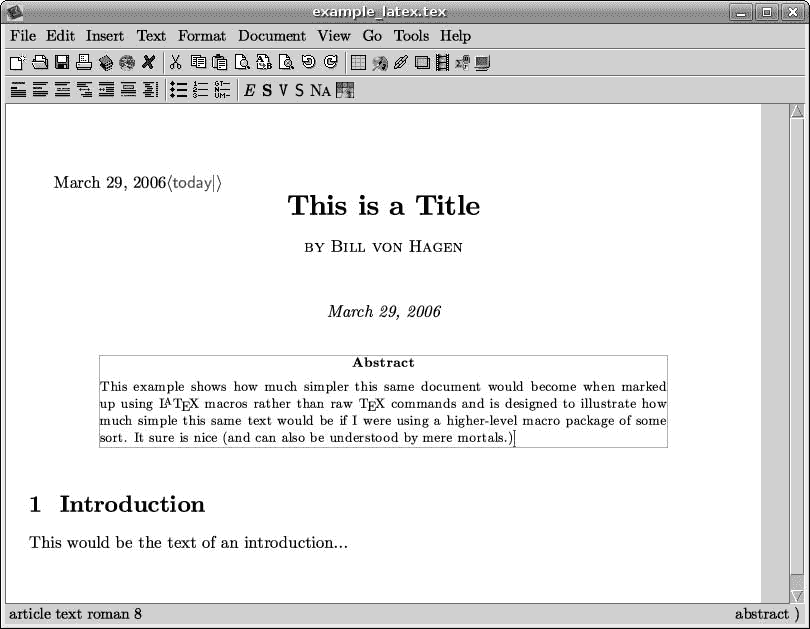 example_latex.tex
File Edit Insert Text Format Document View Go Tools Help
E S V S NA
March 29, 2006⟨today|⟩
This is a Title
BY BILL VON HAGEN
March 29, 2006
Abstract
This example shows how much simpler this same document would become when marked
up using LATEX macros rather than raw TEX commands and is designed to illustrate how
much simple this same text would be if I were using a higher-level macro package of some
sort. It sure is nice (and can also be understood by mere mortals.)
1 Introduction
This would be the text of an introduction...
article text roman 8 abstract )